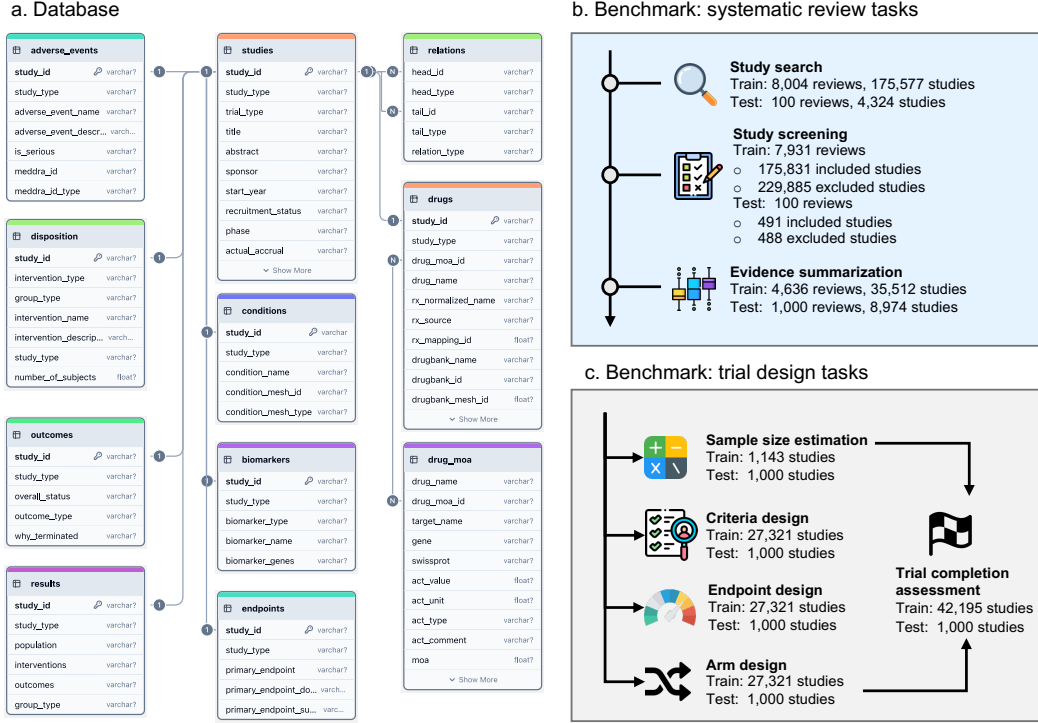 a. Database
adverse_events
study_id varchar?
study_type varchar?
adverse_event_name varchar?
adverse_event_descr... varch...
is_serious varchar?
meddra_id varchar?
meddra_id_type varchar?
disposition
study_id varchar?
intervention_type varchar?
group_type varchar?
intervention_name varchar?
intervention_descrip... varch...
study_type varchar?
number_of_subjects float?
outcomes
study_id varchar?
study_type varchar?
overall_status varchar?
outcome_type varchar?
why_terminated varchar?
results
study_id varchar?
study_type varchar?
population varchar?
interventions varchar?
outcomes varchar?
group_type varchar?
1
1
1
1
studies
study_id varchar?
study_type varchar?
trial_type varchar?
title varchar?
abstract varchar?
sponsor varchar?
start_year varchar?
recruitment_status varchar?
phase varchar?
actual_accrual varchar?
Show More
conditions
study_id varchar
study_type varchar?
condition_name varchar?
condition_mesh_id varchar?
condition_mesh_type varchar?
biomarkers
study_id varchar?
study_type varchar?
biomarker_type varchar?
biomarker_name varchar?
biomarker_genes varchar?
endpoints
study_id varchar?
study_type varchar?
primary_endpoint varchar?
primary_endpoint_do... varch...
primary_endpoint_su... varc...
1
1
1
1
1
N
1
N
N
relations
head_id varchar?
head_type varchar?
tail_id varchar?
tail_type varchar?
relation_type varchar?
drugs
study_id varchar?
study_type varchar?
drug_moa_id varchar?
drug_name varchar?
rx_normalized_name varchar?
rx_source varchar?
rx_mapping_id float?
drugbank_name varchar?
drugbank_id varchar?
drugbank_mesh_id varchar?
Show More
drug_moa
drug_name varchar?
drug_moa_id varchar?
target_name varchar?
gene varchar?
swissprot varchar?
act_value float?
act_unit float?
act_type varchar?
act_comment varchar?
moa float?
Show More
b. Benchmark: systematic review tasks
Study search
Train: 8,004 reviews, 175,577 studies
Test: 100 reviews, 4,324 studies
Study screening
Train: 7,931 reviews
o 175,831 included studies
o 229,885 excluded studies
Test: 100 reviews
o 491 included studies
o 488 excluded studies
Evidence summarization
Train: 4,636 reviews, 35,512 studies
Test: 1,000 reviews, 8,974 studies
c. Benchmark: trial design tasks
Sample size estimation
Train: 1,143 studies
Test: 1,000 studies
Criteria design
Train: 27,321 studies
Test: 1,000 studies
Endpoint design
Train: 27,321 studies
Test: 1,000 studies
Arm design
Train: 27,321 studies
Test: 1,000 studies
Trial completion
assessment
Train: 42,195 studies
Test: 1,000 studies